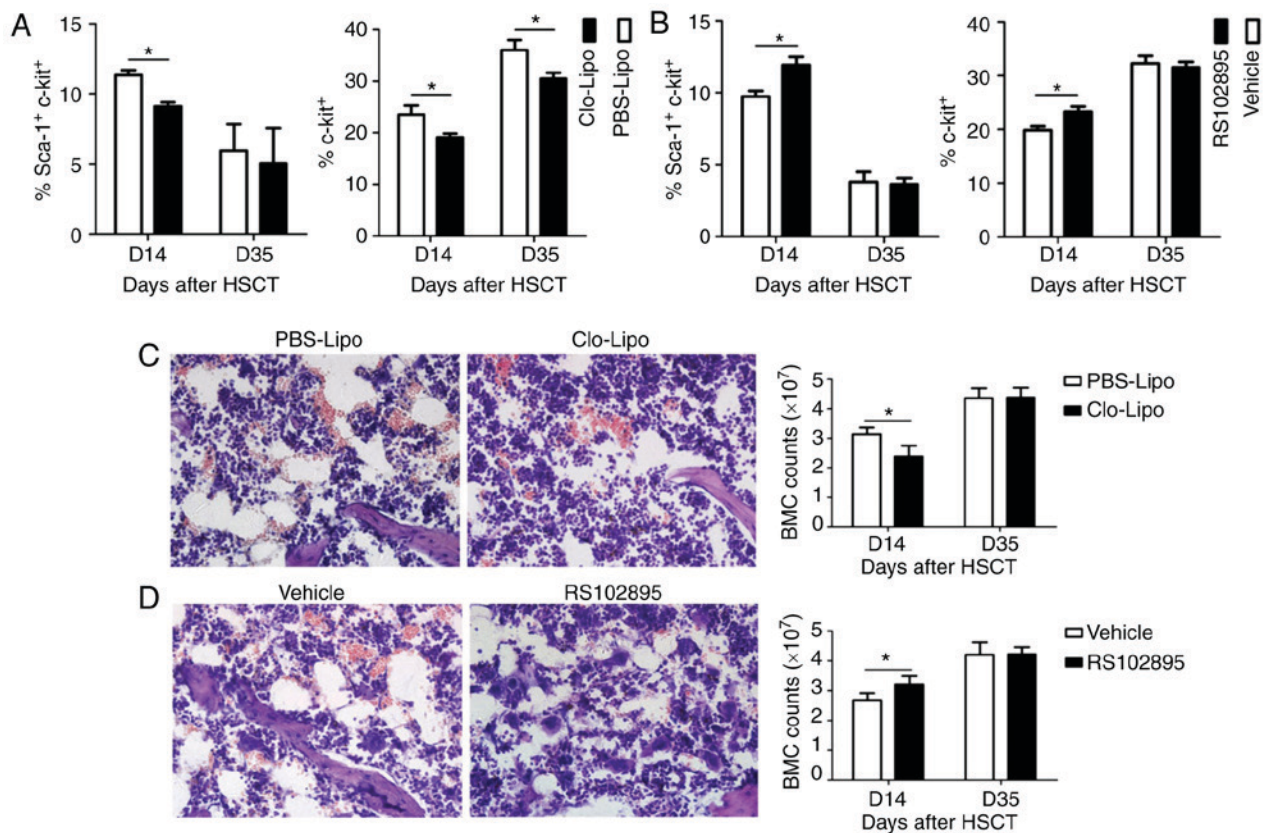 A
% Sca-1⁺ c-kit⁺
15
10
5
0
D14
D35
Days after HSCT
*
% c-kit⁺
40
30
20
10
0
D14
D35
Days after HSCT
*
*
Clo-Lipo
PBS-Lipo
B
% Sca-1⁺ c-kit⁺
15
10
5
0
D14
D35
Days after HSCT
*
% c-kit⁺
40
30
20
10
0
D14
D35
Days after HSCT
*
RS102895
Vehicle
C
PBS-Lipo
Clo-Lipo
BMC counts (×10⁷)
5
4
3
2
1
0
*
D14
D35
Days after HSCT
PBS-Lipo
Clo-Lipo
D
Vehicle
RS102895
BMC counts (×10⁷)
5
4
3
2
1
0
*
D14
D35
Days after HSCT
Vehicle
RS102895